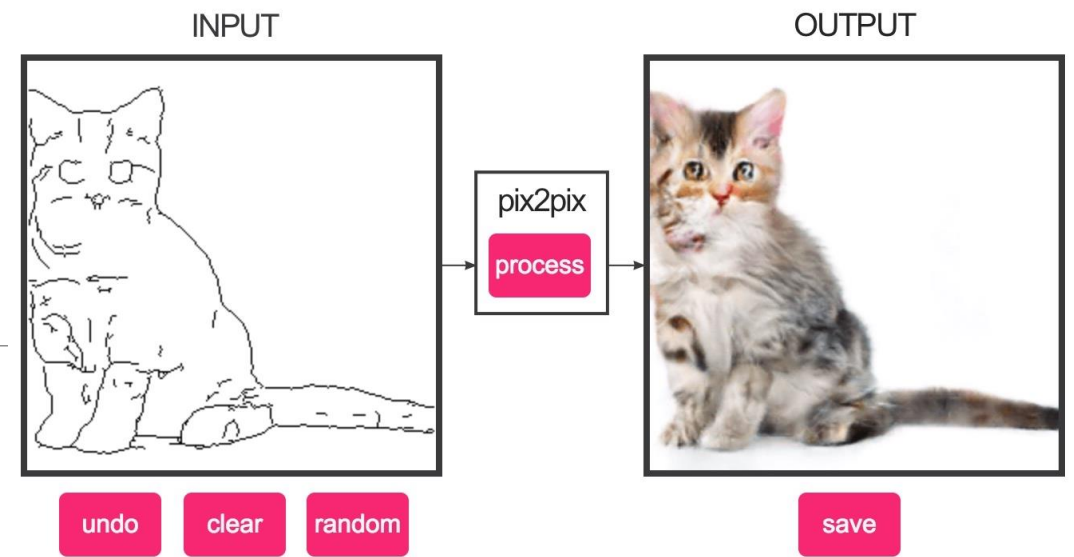 INPUT
OUTPUT
pix2pix
process
undo
clear
random
save